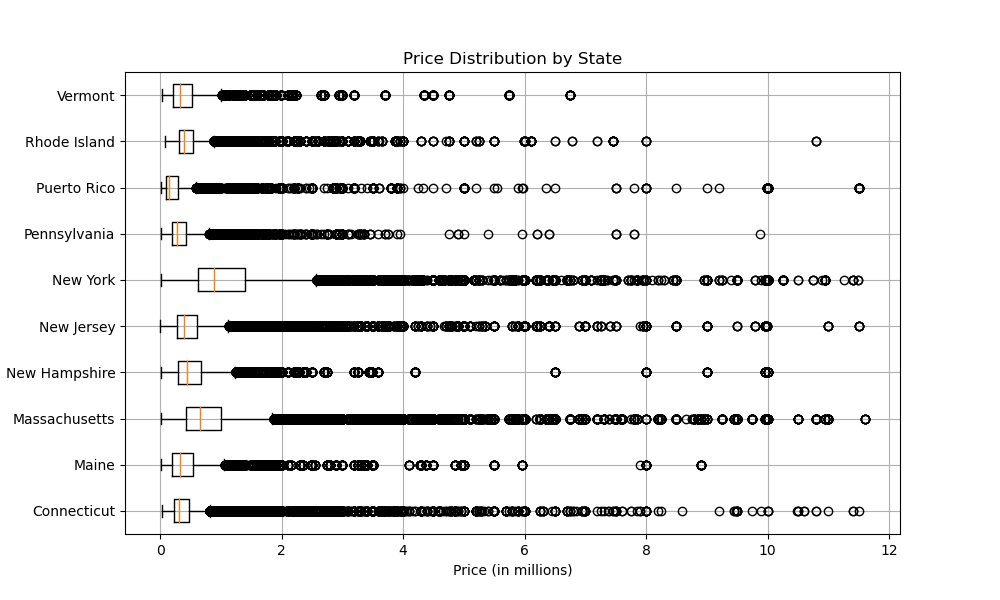 Price Distribution by State
Vermont
Rhode Island
Puerto Rico
Pennsylvania
New York
New Jersey
New Hampshire
Massachusetts
Maine
Connecticut
0 2 4 6 8 10 12
Price (in millions)